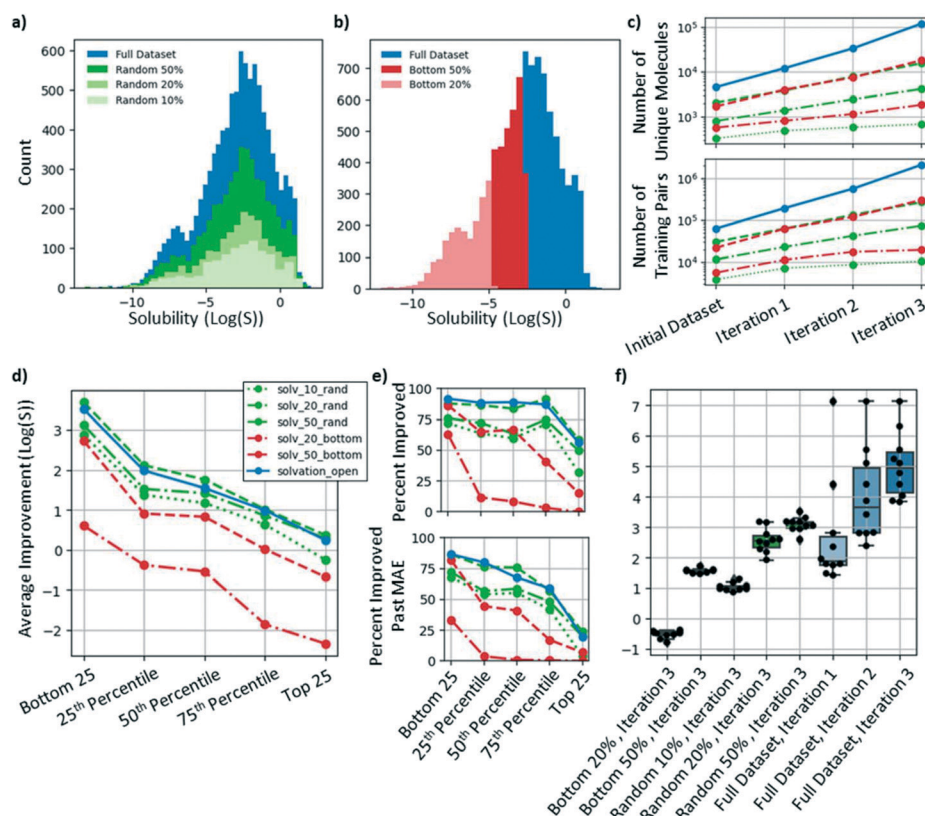 a)
600
500
400
300
200
100
0
Count
Full Dataset
Random 50%
Random 20%
Random 10%
−10
−5
0
Solubility (Log(S))
b)
700
600
500
400
300
200
100
0
Full Dataset
Bottom 50%
Bottom 20%
−10
−5
0
Solubility (Log(S))
c)
Number of
Unique Molecules
10^5
10^4
10^3
Number of
Training Pairs
10^6
10^5
10^4
Initial Dataset
Iteration 1
Iteration 2
Iteration 3
d)
Average Improvement (Log(S))
3
2
1
0
−1
−2
solv_10_rand
solv_20_rand
solv_50_rand
solv_20_bottom
solv_50_bottom
solvation_open
Bottom 25
25th Percentile
50th Percentile
75th Percentile
Top 25
e)
Percent Improved
100
75
50
25
0
Percent Improved
Past MAE
75
50
25
0
Bottom 25
25th Percentile
50th Percentile
75th Percentile
Top 25
f)
7
6
5
4
3
2
1
0
−1
Bottom 20%, Iteration 3
Bottom 50%, Iteration 3
Random 10%, Iteration 3
Random 20%, Iteration 3
Random 50%, Iteration 3
Full Dataset, Iteration 1
Full Dataset, Iteration 2
Full Dataset, Iteration 3